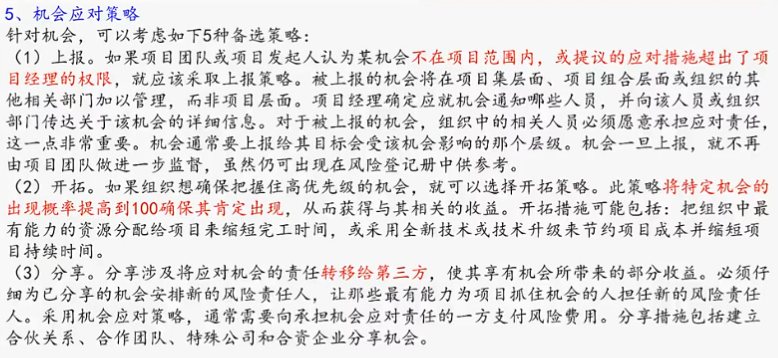 5、机会应对策略
针对机会，可以考虑如下5种备选策略：
（1）上报。如果项目团队或项目发起人认为某机会不在项目范围内，或提议的应对措施超出了项
目经理的权限，就应该采取上报策略。被上报的机会将在项目集层面、项目组合层面或组织的其
他相关部门加以管理，而非项目层面。项目经理确定应就机会通知哪些人员，并向该人员或组织
部门传达关于该机会的详细信息。对于被上报的机会，组织中的相关人员必须愿意承担应对责任，
这一点非常重要。机会通常要上报给其目标会受该机会影响的那个层级。机会一旦上报，就不再
由项目团队做进一步监督，虽然仍可出现在风险登记册中供参考。
（2）开拓。如果组织想确保把握住高优先级的机会，就可以选择开拓策略。此策略将特定机会的
出现概率提高到100确保其肯定出现，从而获得与其相关的收益。开拓措施可能包括：把组织中最
有能力的资源分配给项目来缩短完工时间，或采用全新技术或技术升级来节约项目成本并缩短项
目持续时间。
（3）分享。分享涉及将应对机会的责任转移给第三方，使其享有机会所带来的部分收益。必须仔
细为已分享的机会安排新的风险责任人，让那些最有能力为项目抓住机会的人担任新的风险责任
人。采用机会应对策略，通常需要向承担机会应对责任的一方支付风险费用。分享措施包括建立
合伙关系、合作团队、特殊公司和合资企业分享机会。